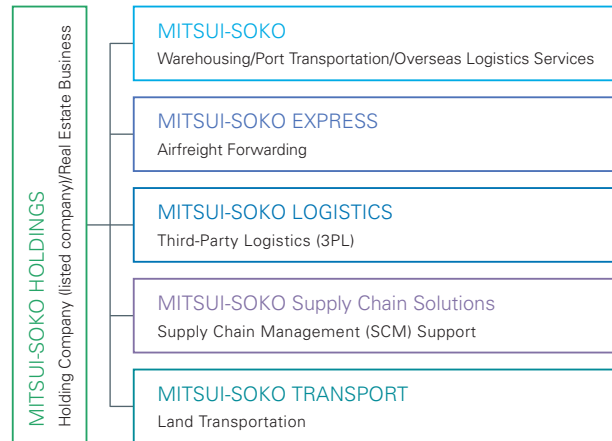 MITSUI-SOKO HOLDINGS
Holding Company (listed company)/Real Estate Business
MITSUI-SOKO
Warehousing/Port Transportation/Overseas Logistics Services
MITSUI-SOKO EXPRESS
Airfreight Forwarding
MITSUI-SOKO LOGISTICS
Third-Party Logistics (3PL)
MITSUI-SOKO Supply Chain Solutions
Supply Chain Management (SCM) Support
MITSUI-SOKO TRANSPORT
Land Transportation